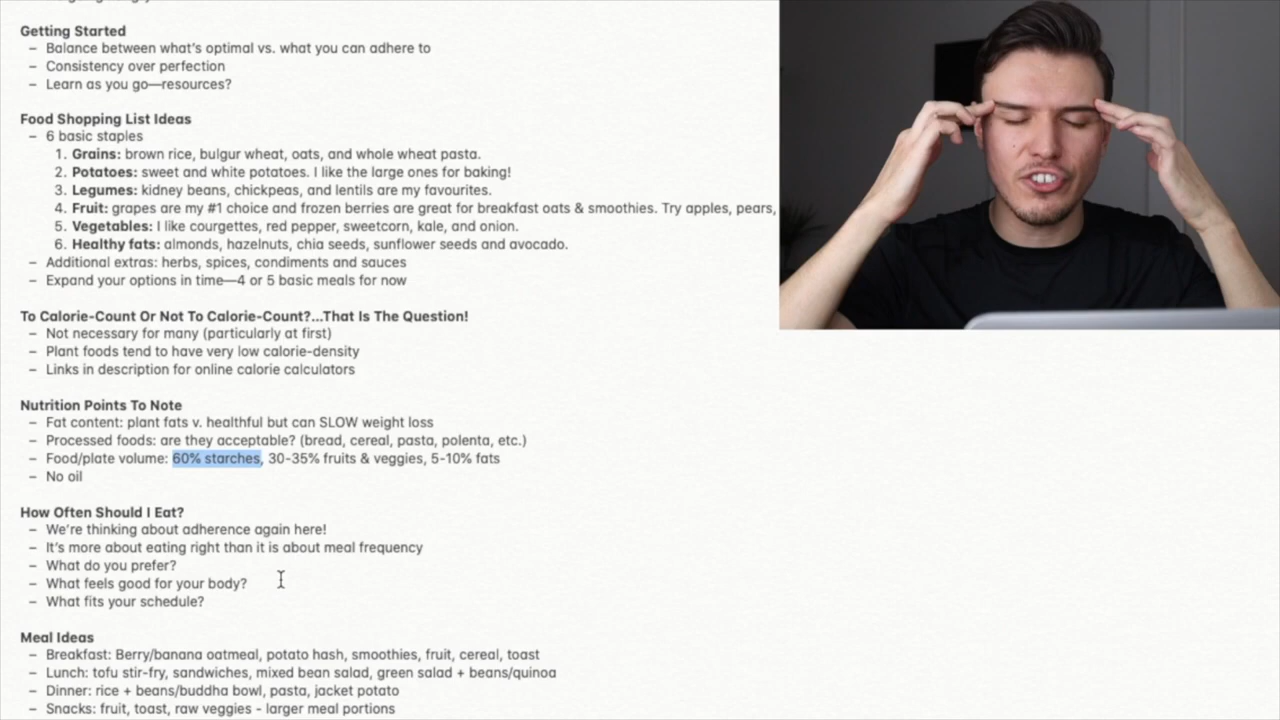 Getting Started
– Balance between what's optimal vs. what you can adhere to
– Consistency over perfection
– Learn as you go—resources?
Food Shopping List Ideas
– 6 basic staples
1. Grains: brown rice, bulgur wheat, oats, and whole wheat pasta.
2. Potatoes: sweet and white potatoes. I like the large ones for baking!
3. Legumes: kidney beans, chickpeas, and lentils are my favourites.
4. Fruit: grapes are my #1 choice and frozen berries are great for breakfast oats & smoothies. Try apples, pears,
5. Vegetables: I like courgettes, red pepper, sweetcorn, kale, and onion.
6. Healthy fats: almonds, hazelnuts, chia seeds, sunflower seeds and avocado.
– Additional extras: herbs, spices, condiments and sauces
– Expand your options in time—4 or 5 basic meals for now
To Calorie-Count Or Not To Calorie-Count?...That Is The Question!
– Not necessary for many (particularly at first)
– Plant foods tend to have very low calorie-density
– Links in description for online calorie calculators
Nutrition Points To Note
– Fat content: plant fats v. healthful but can SLOW weight loss
– Processed foods: are they acceptable? (bread, cereal, pasta, polenta, etc.)
– Food/plate volume: 60% starches, 30-35% fruits & veggies, 5-10% fats
– No oil
How Often Should I Eat?
– We're thinking about adherence again here!
– It's more about eating right than it is about meal frequency
– What do you prefer?
– What feels good for your body?
– What fits your schedule?
Meal Ideas
– Breakfast: Berry/banana oatmeal, potato hash, smoothies, fruit, cereal, toast
– Lunch: tofu stir-fry, sandwiches, mixed bean salad, green salad + beans/quinoa
– Dinner: rice + beans/buddha bowl, pasta, jacket potato
– Snacks: fruit, toast, raw veggies - larger meal portions